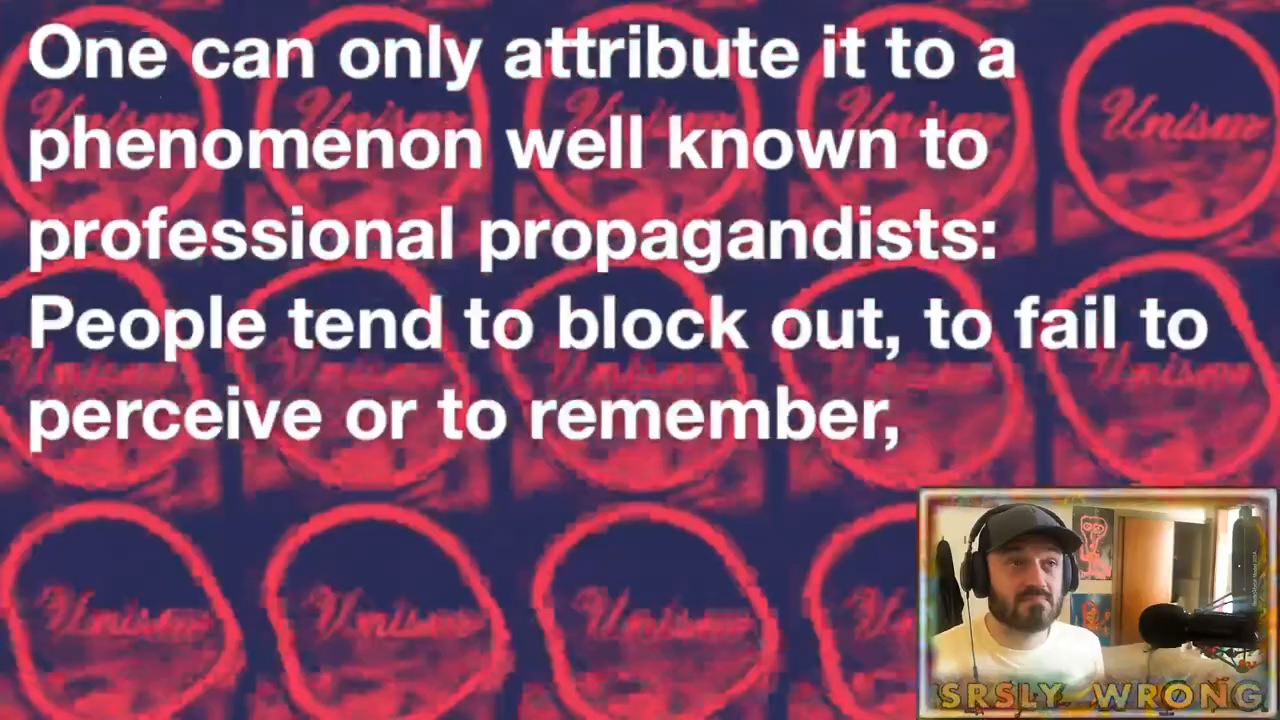 One can only attribute it to a
phenomenon well known to
professional propagandists:
People tend to block out, to fail to
perceive or to remember,
SRSLY WRONG